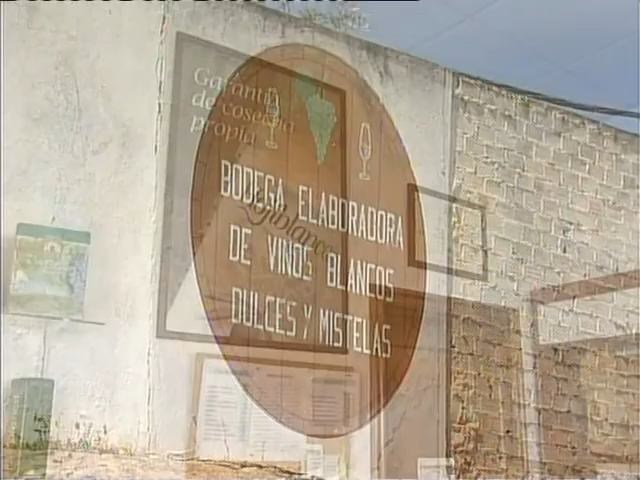 Garantía
de cosecha
propia
BODEGA ELABORADORA
DE VINOS BLANCOS
DULCES Y MISTELAS